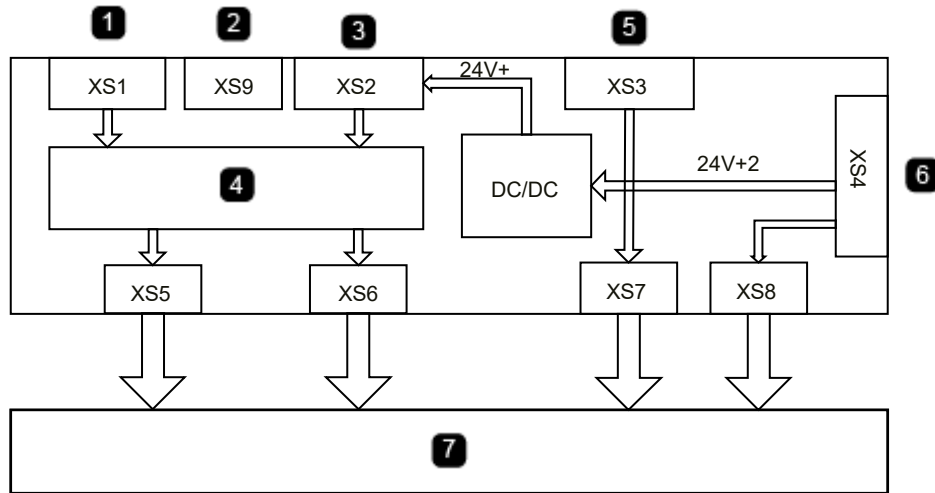 1
2
3
5
XS1
XS9
XS2
24V+
XS3
4
DC/DC
24V+2
XS4
6
XS5
XS6
XS7
XS8
7